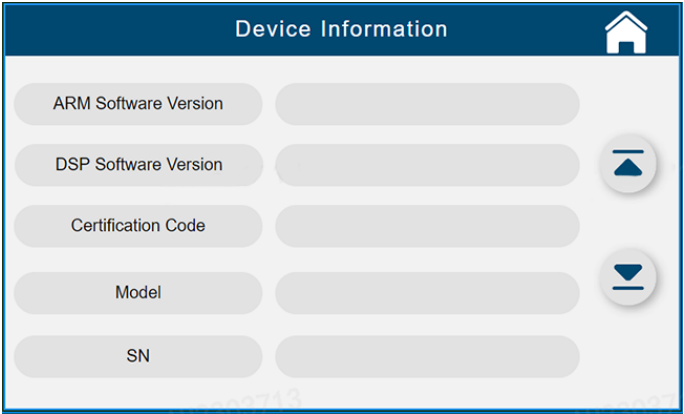 Device Information
ARM Software Version
DSP Software Version
Certification Code
Model
SN